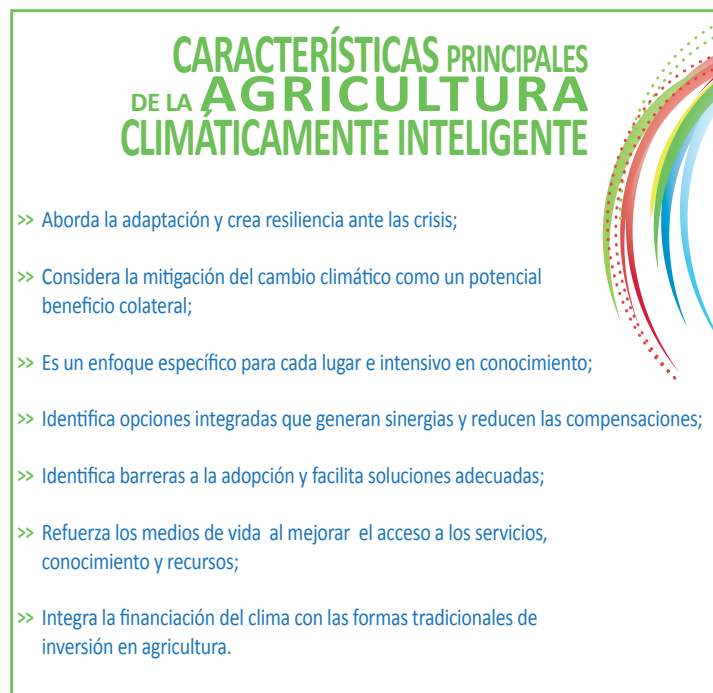 CARACTERÍSTICAS PRINCIPALES
DE LA AGRICULTURA
CLIMÁTICAMENTE INTELIGENTE
>> Aborda la adaptación y crea resiliencia ante las crisis;
>> Considera la mitigación del cambio climático como un potencial
beneficio colateral;
>> Es un enfoque específico para cada lugar e intensivo en conocimiento;
>> Identifica opciones integradas que generan sinergias y reducen las compensaciones;
>> Identifica barreras a la adopción y facilita soluciones adecuadas;
>> Refuerza los medios de vida al mejorar el acceso a los servicios,
conocimiento y recursos;
>> Integra la financiación del clima con las formas tradicionales de
inversión en agricultura.